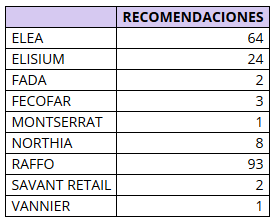 RECOMENDACIONES
ELEA 64
ELISIUM 24
FADA 2
FECOFAR 3
MONTSERRAT 1
NORTHIA 8
RAFFO 93
SAVANT RETAIL 2
VANNIER 1